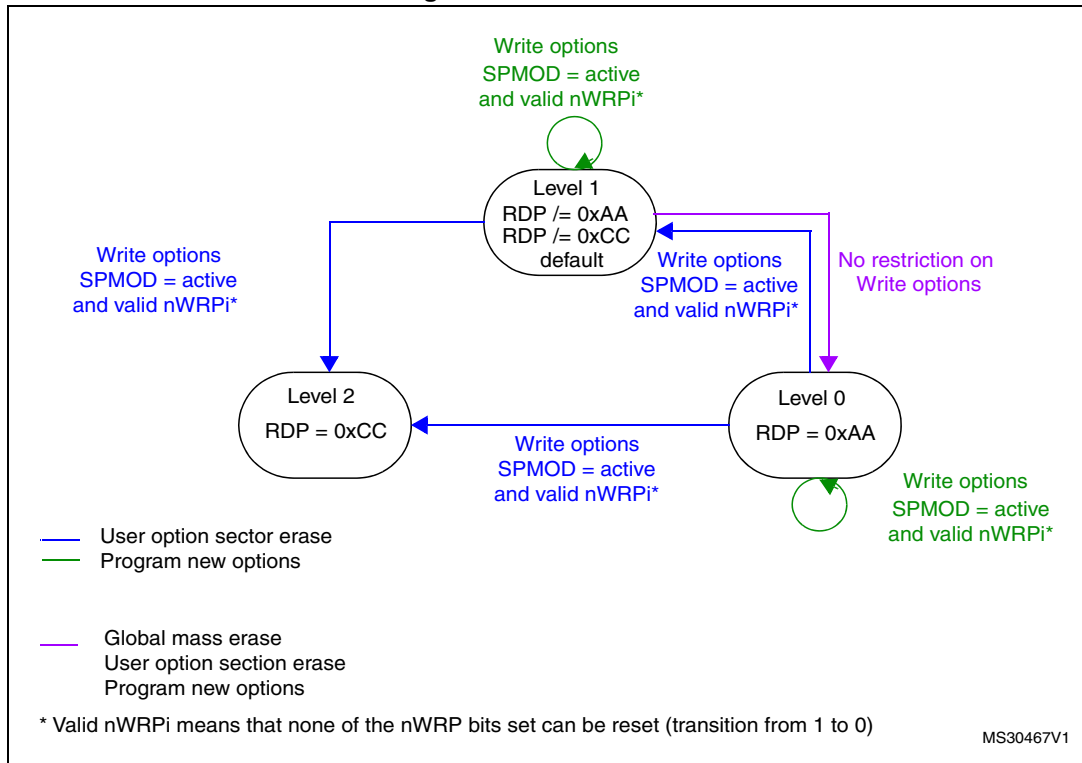 Write options
SPMOD = active
and valid nWRPi*
Level 1
RDP /= 0xAA
RDP /= 0xCC
default
Write options
SPMOD = active
and valid nWRPi*
Write options
SPMOD = active
and valid nWRPi*
No restriction on
Write options
Level 2
RDP = 0xCC
Level 0
RDP = 0xAA
Write options
SPMOD = active
and valid nWRPi*
Write options
SPMOD = active
and valid nWRPi*
User option sector erase
Program new options
Global mass erase
User option section erase
Program new options
* Valid nWRPi means that none of the nWRP bits set can be reset (transition from 1 to 0)
MS30467V1